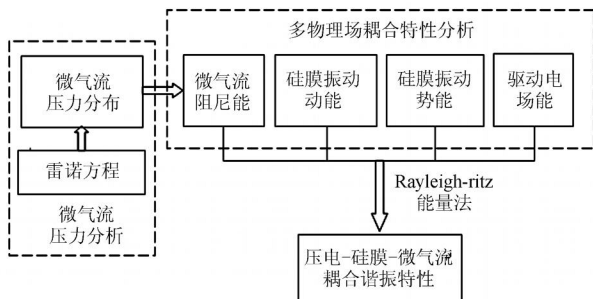 多物理场耦合特性分析
微气流
压力分布
微气流
阻尼能
硅膜振动
动能
硅膜振动
势能
驱动电
场能
雷诺方程
微气流
压力分析
Rayleigh-ritz
能量法
压电-硅膜-微气流
耦合谐振特性